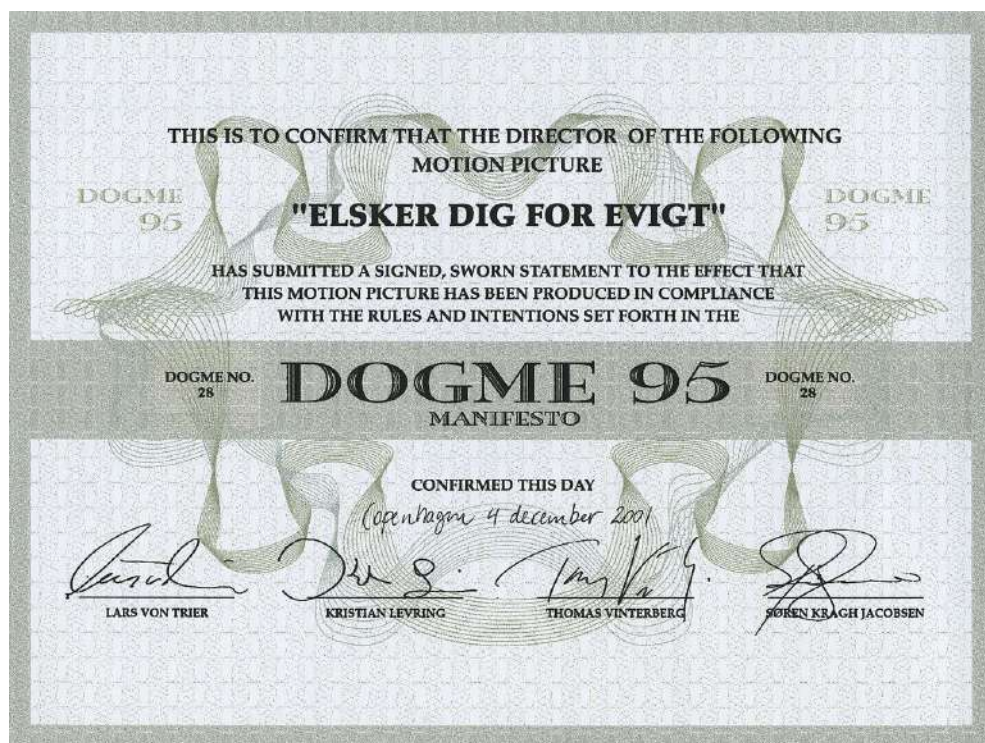 THIS IS TO CONFIRM THAT THE DIRECTOR OF THE FOLLOWING
MOTION PICTURE
DOGME
95
"ELSKER DIG FOR EVIGT"
DOGME
95
HAS SUBMITTED A SIGNED, SWORN STATEMENT TO THE EFFECT THAT
THIS MOTION PICTURE HAS BEEN PRODUCED IN COMPLIANCE
WITH THE RULES AND INTENTIONS SET FORTH IN THE
DOGME NO.
28
DOGME 95
MANIFESTO
DOGME NO.
28
CONFIRMED THIS DAY
Copenhagen 4 december 2001
LARS VON TRIER
KRISTIAN LEVRING
THOMAS VINTERBERG
SØREN KRAGH JACOBSEN